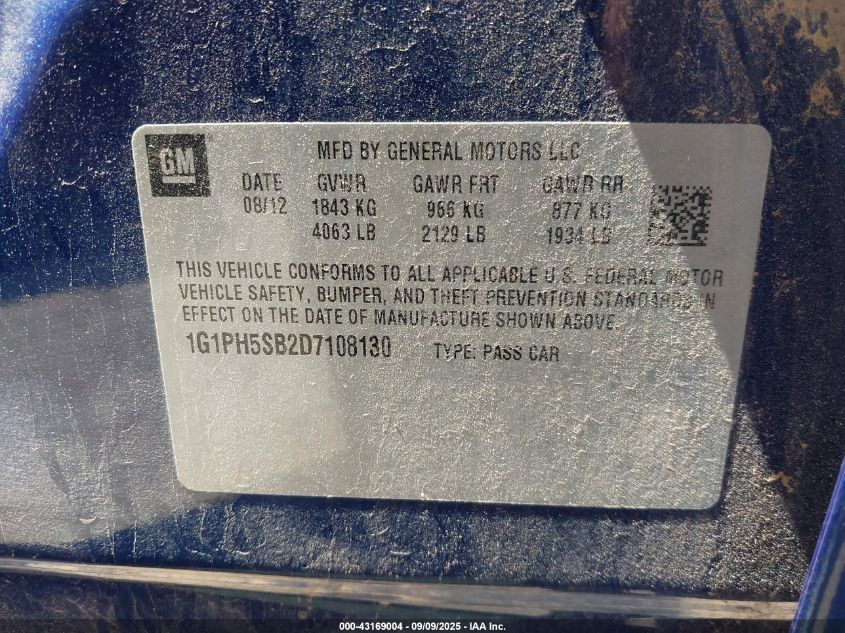 GM
MFD BY GENERAL MOTORS LLC
DATE GVWR GAWR FRT GAWR RR
08/12 1843 KG 966 KG 877 KG
4063 LB 2129 LB 1934 LB
THIS VEHICLE CONFORMS TO ALL APPLICABLE U.S. FEDERAL MOTOR
VEHICLE SAFETY, BUMPER, AND THEFT PREVENTION STANDARDS IN
EFFECT ON THE DATE OF MANUFACTURE SHOWN ABOVE.
1G1PH5SB2D7108130 TYPE: PASS CAR
000-43169004 - 09/09/2025 - IAA Inc.